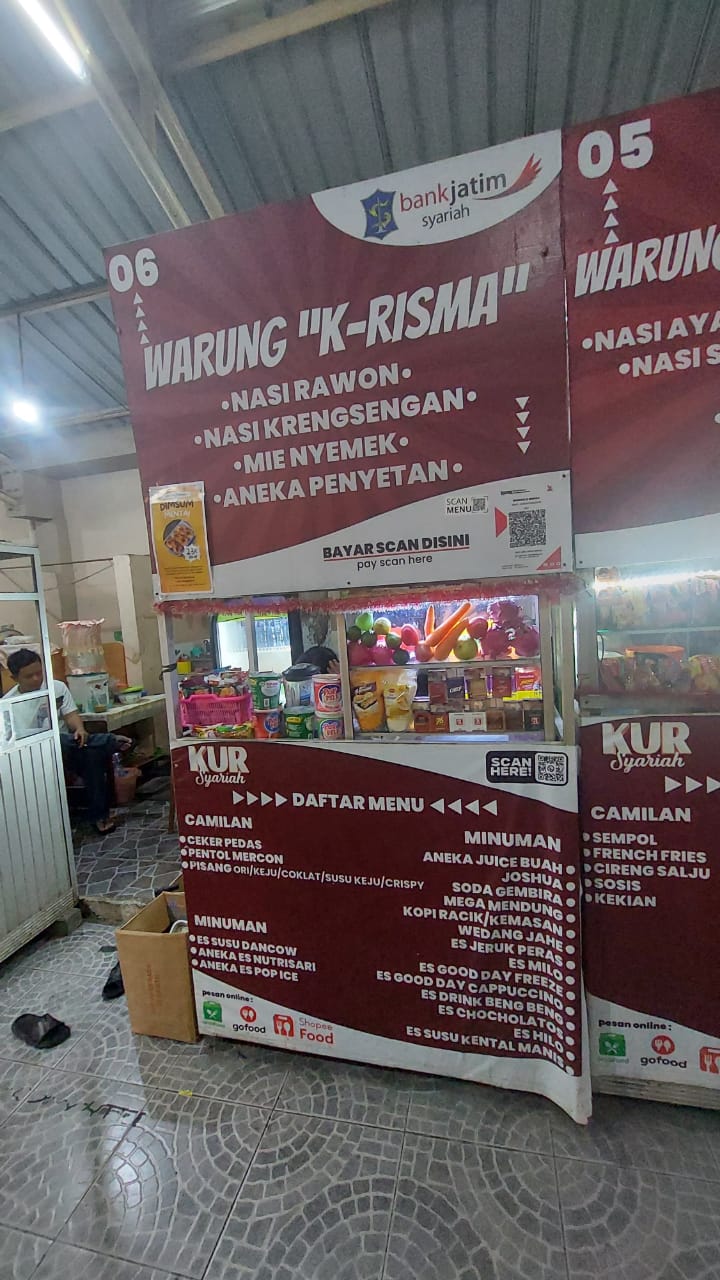 bankjatim
syariah
06
WARUNG "K-RISMA"
•NASI RAWON•
•NASI KRENGSENGAN•
•MIE NYEMEK•
•ANEKA PENYETAN•
DIMSUM
MENTAI
SCAN
MENU
BAYAR SCAN DISINI
pay scan here
KUR
Syariah
SCAN
HERE!
DAFTAR MENU
CAMILAN
•CEKER PEDAS
•PENTOL MERCON
•PISANG ORI/KEJU/COKLAT/SUSU KEJU/CRISPY
MINUMAN
•ES SUSU DANCOW
•ANEKA ES NUTRISARI
•ANEKA ES POP ICE
MINUMAN
ANEKA JUICE BUAH•
JOSHUA•
SODA GEMBIRA•
MEGA MENDUNG•
KOPI RACIK/KEMASAN•
WEDANG JAHE•
ES JERUK PERAS•
ES MILO•
ES GOOD DAY FREEZE•
ES GOOD DAY CAPPUCCINO•
ES DRINK BENG BENG•
ES CHOCHOLATOS•
ES HILO•
ES SUSU KENTAL MANIS•
pesan online :
gofood
Shopee
Food
05
WARUNG
•NASI AYA
•NASI S
KUR
Syariah
CAMILAN
•SEMPOL
•FRENCH FRIES
•CIRENG SALJU
•SOSIS
•KEKIAN
pesan online :
gofood